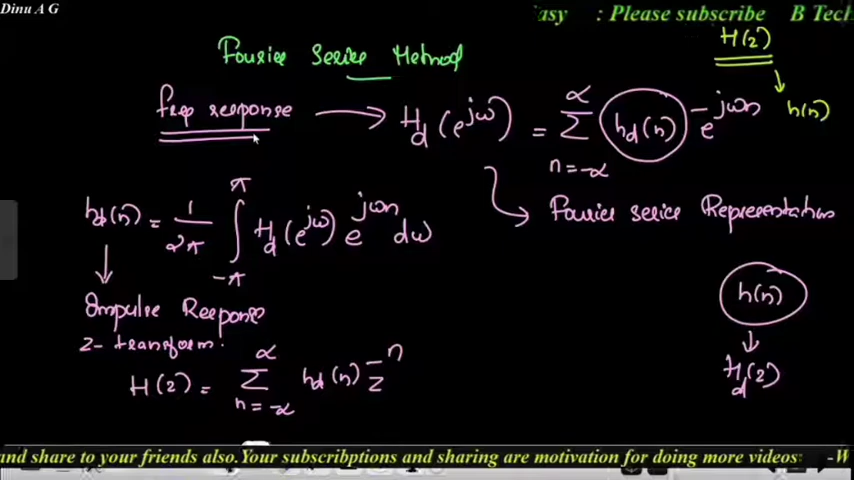 Dinu A G
asy : Please subscribe B Tech
H(z)
Fourier Series Method
h(n)
freq response → H_d(e^{jω}) = Σ_{n=-∞}^{∞} h_d(n) e^{-jωn}
Fourier series Representation
h_d(n) = 1/2π ∫_{-π}^{π} H_d(e^{jω}) e^{jωn} dω
h(n)
Impulse Response
Z- transform.
H_d(z)
H(z) = Σ_{n=-∞}^{∞} h_d(n) z^{-n}
and share to your friends also.Your subscribptions and sharing are motivation for doing more videos: -W